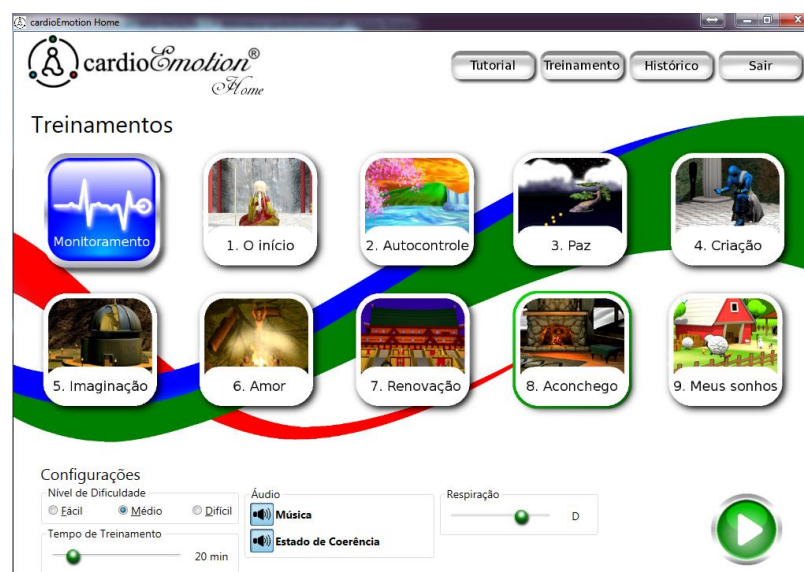 cardioEmotion Home
cardioEmotion®
Home
Tutorial
Treinamento
Histórico
Sair
Treinamentos
Monitoramento
1. O início
2. Autocontrole
3. Paz
4. Criação
5. Imaginação
6. Amor
7. Renovação
8. Aconchego
9. Meus sonhos
Configurações
Nível de Dificuldade
Fácil
Médio
Difícil
Tempo de Treinamento
20 min
Áudio
Música
Estado de Coerência
Respiração
D